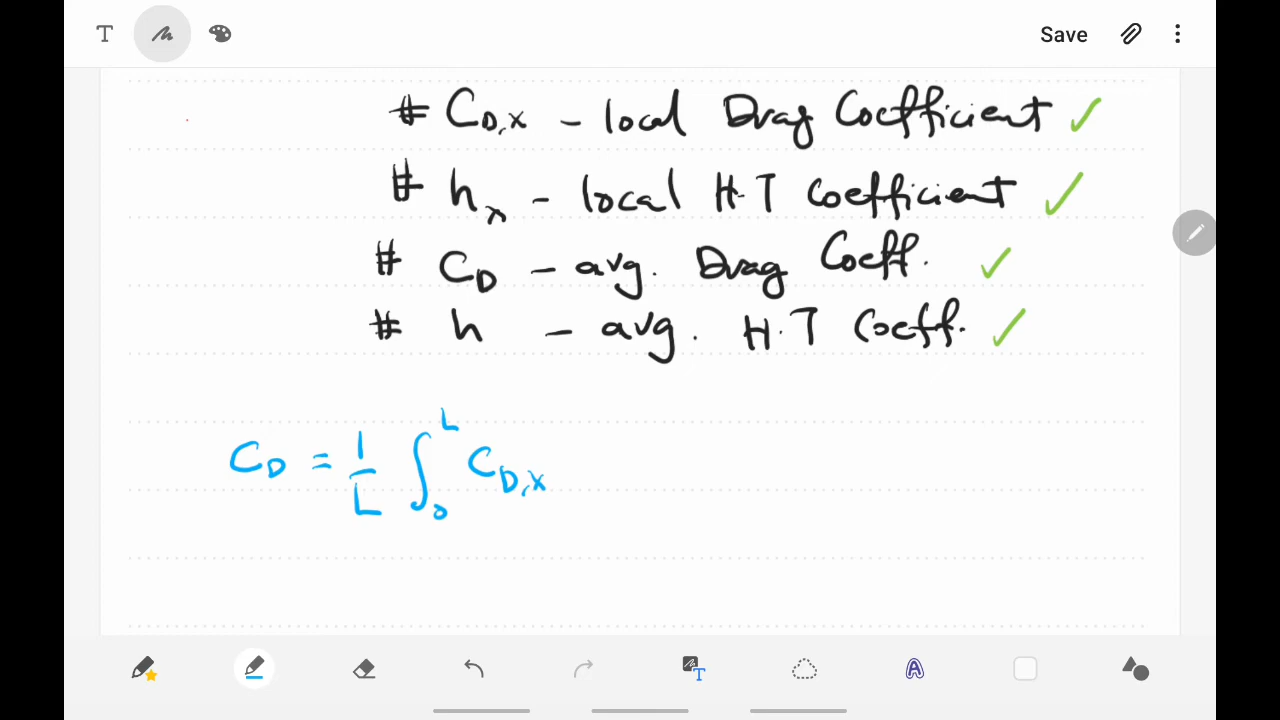 T Save
# C_D,x - local Drag Coefficient ✓
# h_x - local H.T Coefficient ✓
# C_D - avg. Drag Coeff. ✓
# h - avg. H.T Coeff. ✓
C_D = 1/L ∫_0^L C_D,x
T A